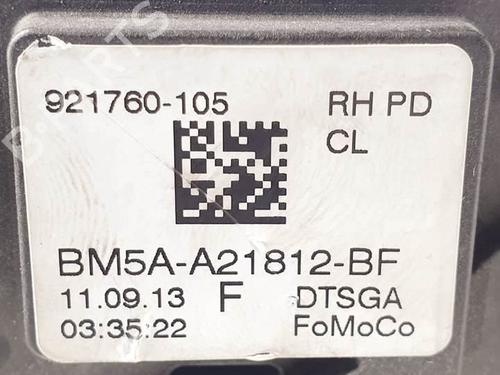 921760-105 RH PD
CL
BM5A-A21812-BF
11.09.13 F DTSGA
03:35:22 FoMoCo